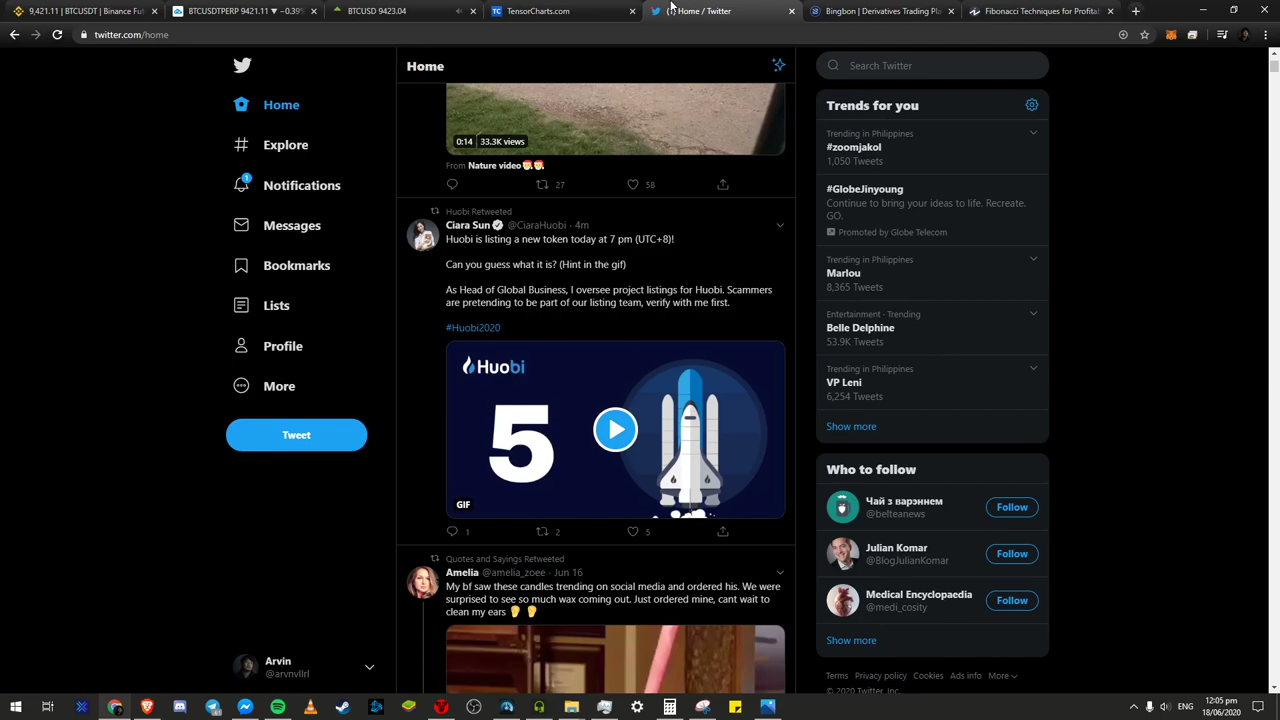 9,421.11 | BTCUSDT | Binance Fut
BTCUSDTPERP 9421.11 ▼ −0.39%
BTCUSD 9423.04
TensorCharts.com
Home / Twitter
Bingbon | Derivatives Trading Pla
Fibonacci Techniques for Profitab
twitter.com/home
Home
Explore
1
Notifications
Messages
Bookmarks
Lists
Profile
More
Tweet
Arvin
@arvnvllrl
Home
0:14 33.3K views
From Nature video
27 58
Huobi Retweeted
Ciara Sun @CiaraHuobi · 4m
Huobi is listing a new token today at 7 pm (UTC+8)!
Can you guess what it is? (Hint in the gif)
As Head of Global Business, I oversee project listings for Huobi. Scammers
are pretending to be part of our listing team, verify with me first.
#Huobi2020
Huobi
5
GIF
1 2 5
Quotes and Sayings Retweeted
Amelia @amelia_zoee · Jun 16
My bf saw these candles trending on social media and ordered his. We were
surprised to see so much wax coming out. Just ordered mine, cant wait to
clean my ears
Search Twitter
Trends for you
Trending in Philipines
#zoomjakol
1,050 Tweets
#GlobeJinyoung
Continue to bring your ideas to life. Recreate.
GO.
Promoted by Globe Telecom
Trending in Philippines
Marlou
8,365 Tweets
Entertainment · Trending
Belle Delphine
53.9K Tweets
Trending in Philippines
VP Leni
6,254 Tweets
Show more
Who to follow
Чай з варэннем
@belteanews
Follow
Julian Komar
@BlogJulianKomar
Follow
Medical Encyclopaedia
@medi_cosity
Follow
Show more
Terms Privacy policy Cookies Ads info More
© 2020 Twitter, Inc.
12:05 pm
18/06/2020